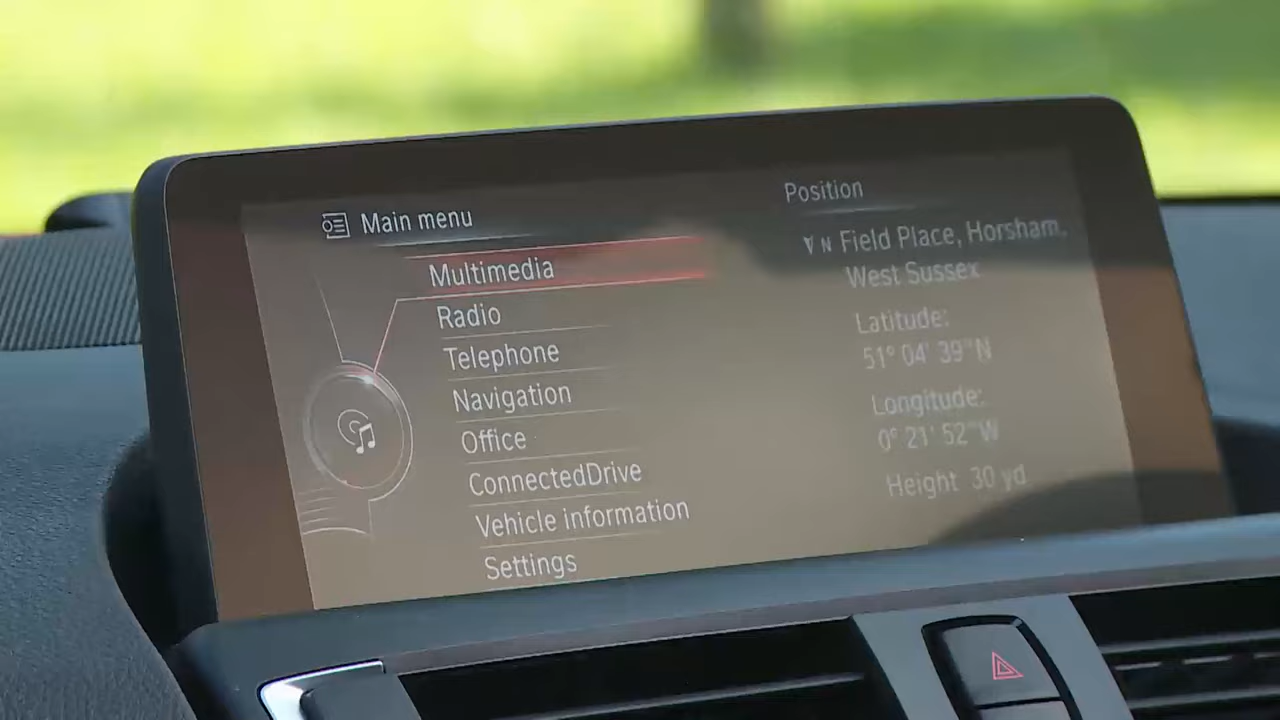 Main menu
Multimedia
Radio
Telephone
Navigation
Office
ConnectedDrive
Vehicle information
Settings
Position
N Field Place, Horsham,
West Sussex
Latitude:
51° 04' 39"N
Longitude:
0° 21' 52"W
Height 30 yd